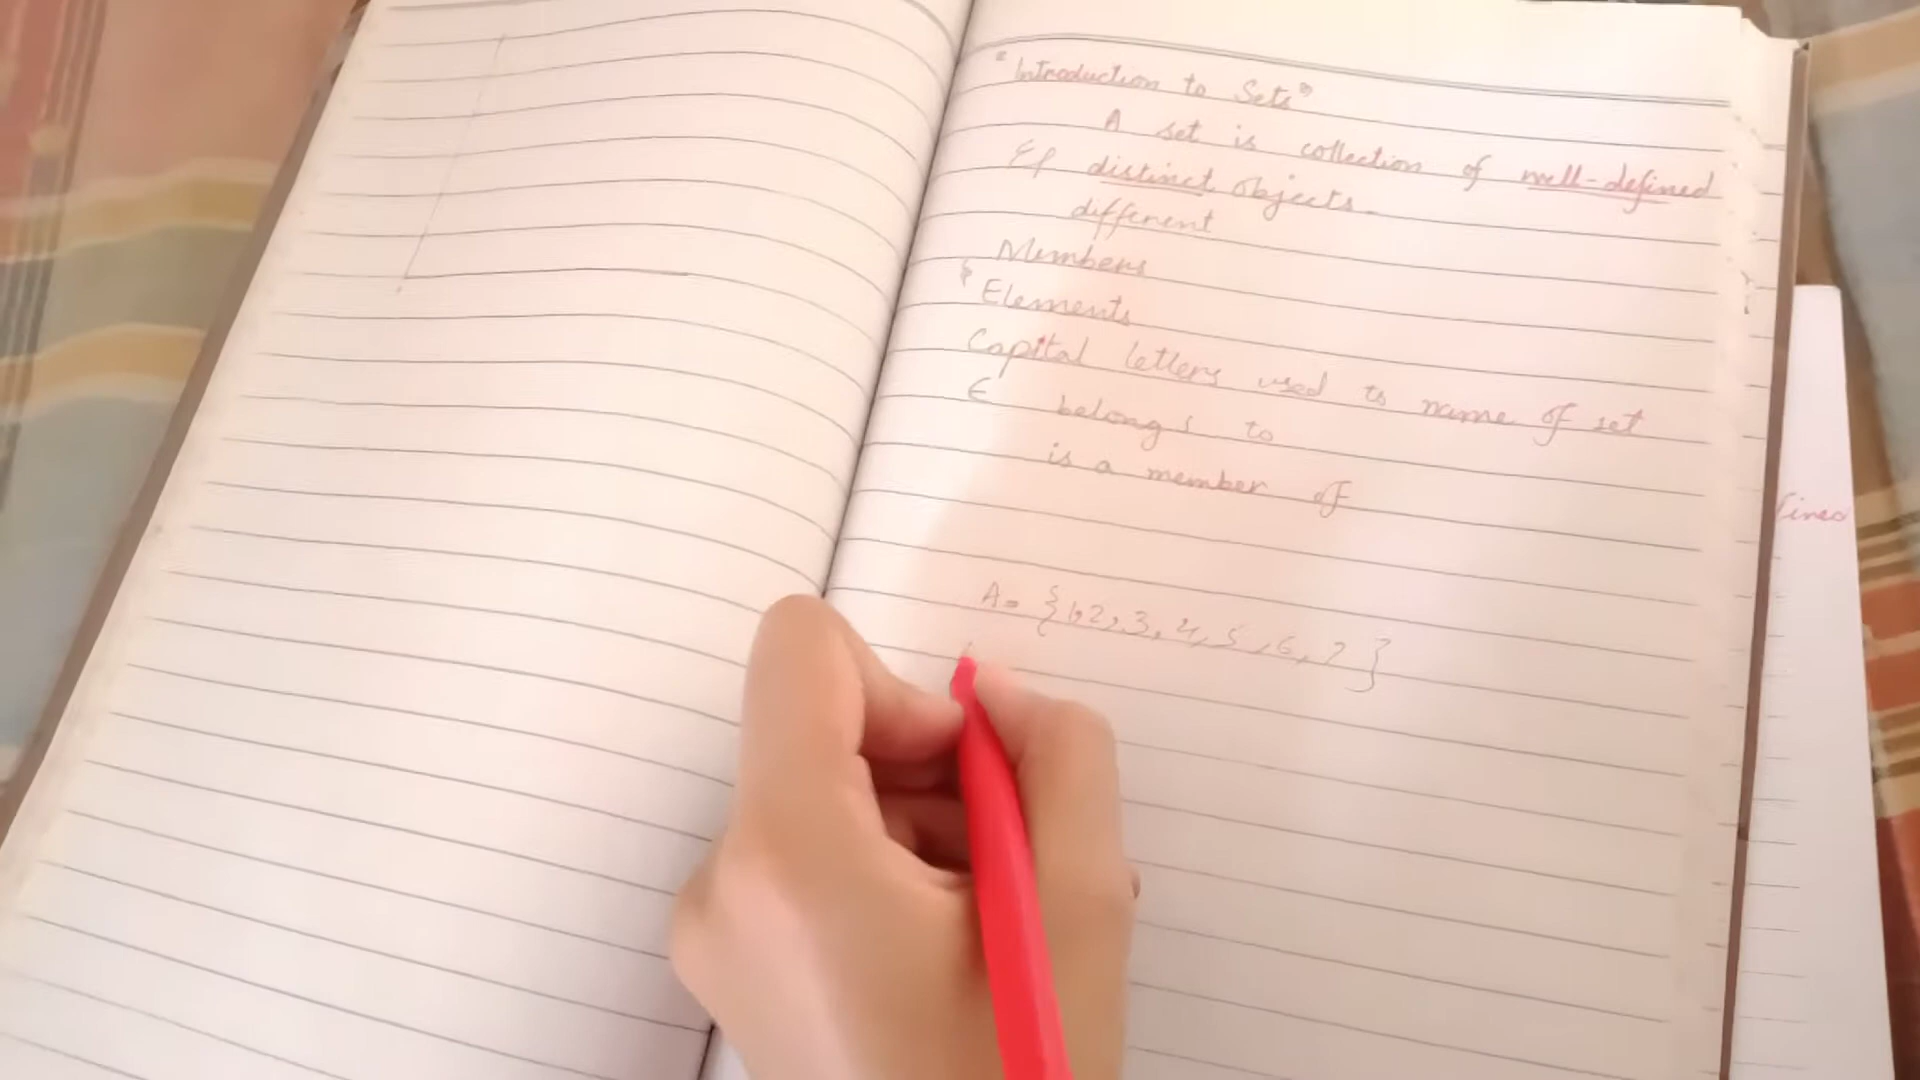 "Introduction to Sets"
A set is collection of well-defined
& distinct objects.
different
Members
Elements
Capital letters used to name of set
∈ belongs to
is a member of
A = {1,2,3,4,5,6,7}
fined